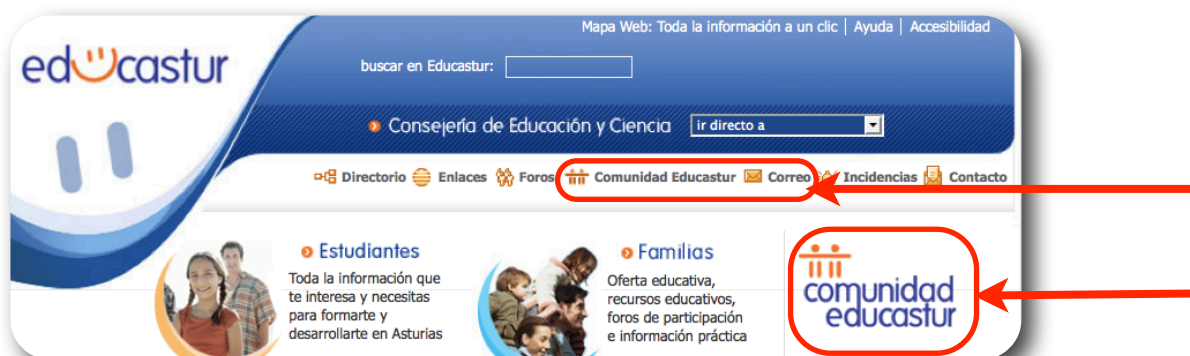 Mapa Web: Toda la información a un clic | Ayuda | Accesibilidad
educastur
buscar en Educastur:
Consejería de Educación y Ciencia
ir directo a
Directorio Enlaces Foros Comunidad Educastur Correo Incidencias Contacto
Estudiantes
Toda la información que
te interesa y necesitas
para formarte y
desarrollarte en Asturias
Familias
Oferta educativa,
recursos educativos,
foros de participación
e información práctica
comunidad
educastur